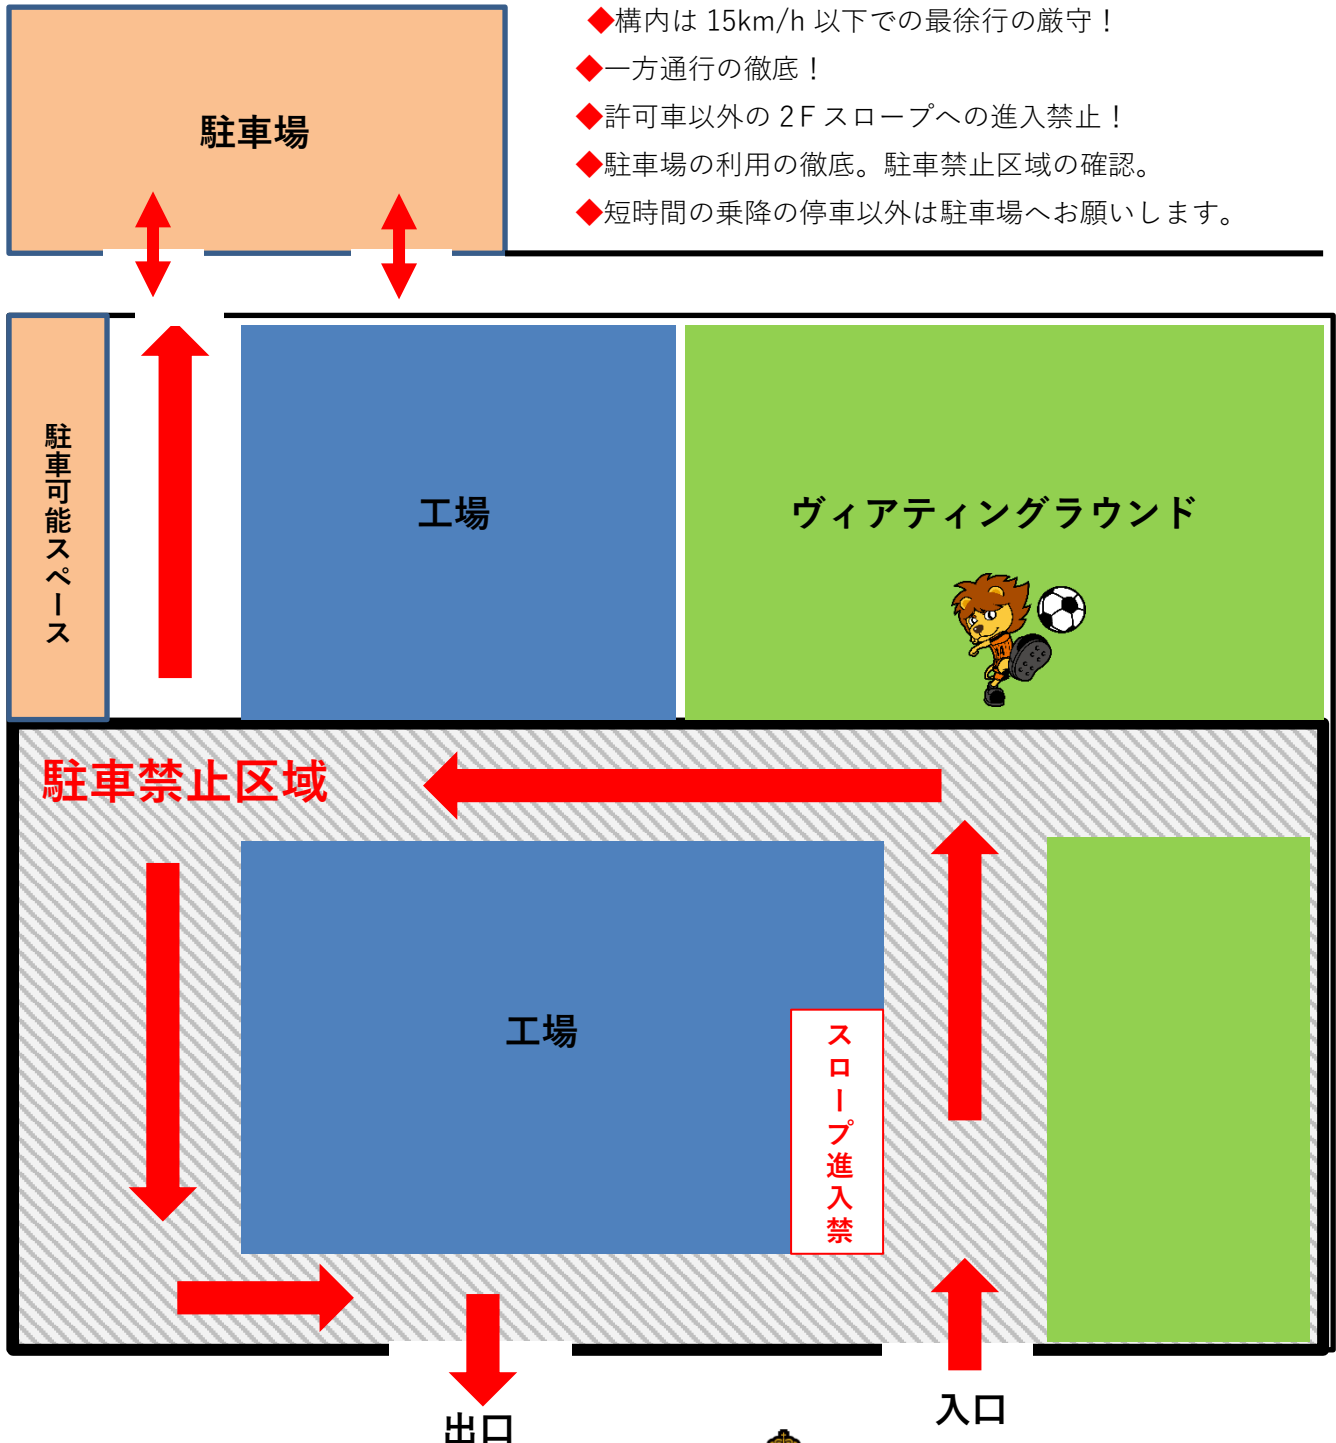 ◆構内は 15km/h 以下での最徐行の厳守！
◆一方通行の徹底！
◆許可車以外の 2F スロープへの進入禁止！
◆駐車場の利用の徹底。駐車禁止区域の確認。
◆短時間の乗降の停車以外は駐車場へお願いします。
駐車場
駐車可能スペース
工場
ヴィアティングラウンド
14
駐車禁止区域
工場
スロープ進入禁
入口
出口